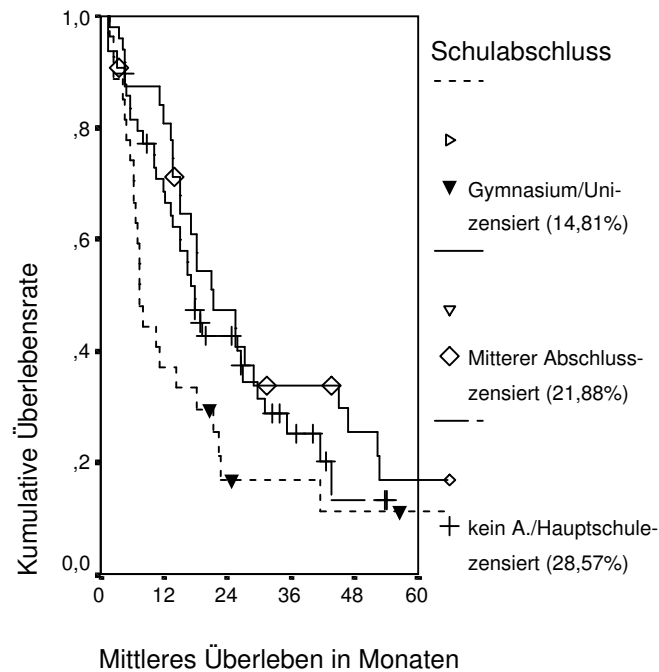 1,0
,8
,6
,4
,2
0,0
Kumulative Überlebensrate
0 12 24 36 48 60
Mittleres Überleben in Monaten
Schulabschluss
Gymnasium/Uni-
zensiert (14,81%)
Mitterer Abschluss-
zensiert (21,88%)
kein A./Hauptschule-
zensiert (28,57%)